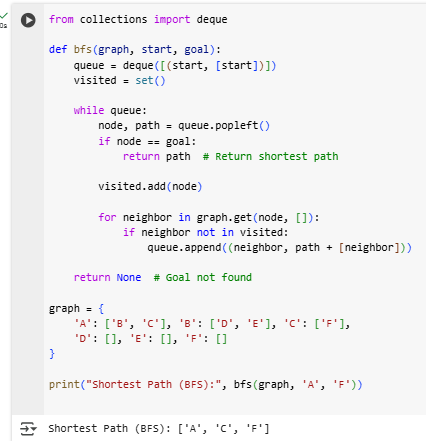 from collections import deque
def bfs(graph, start, goal):
queue = deque([(start, [start])])
visited = set()
while queue:
node, path = queue.popleft()
if node == goal:
return path  # Return shortest path
visited.add(node)
for neighbor in graph.get(node, []):
if neighbor not in visited:
queue.append((neighbor, path + [neighbor]))
return None  # Goal not found
graph = {
'A': ['B', 'C'], 'B': ['D', 'E'], 'C': ['F'],
'D': [], 'E': [], 'F': []
}
print("Shortest Path (BFS):", bfs(graph, 'A', 'F'))
Shortest Path (BFS): ['A', 'C', 'F']